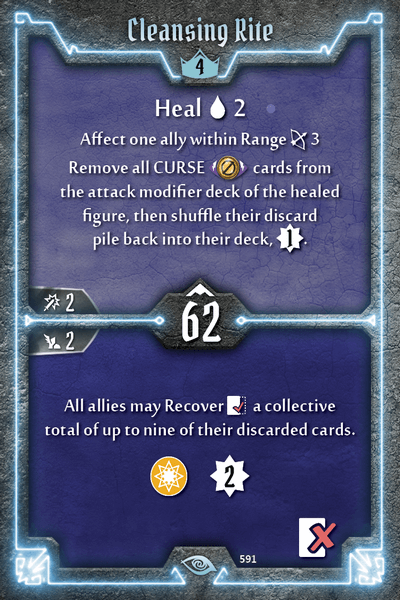 Cleansing Rite
4
Heal 2
Affect one ally within Range 3
Remove all CURSE cards from
the attack modifier deck of the healed
figure, then shuffle their discard
pile back into their deck, 1.
2
62
2
All allies may Recover a collective
total of up to nine of their discarded cards.
2
591